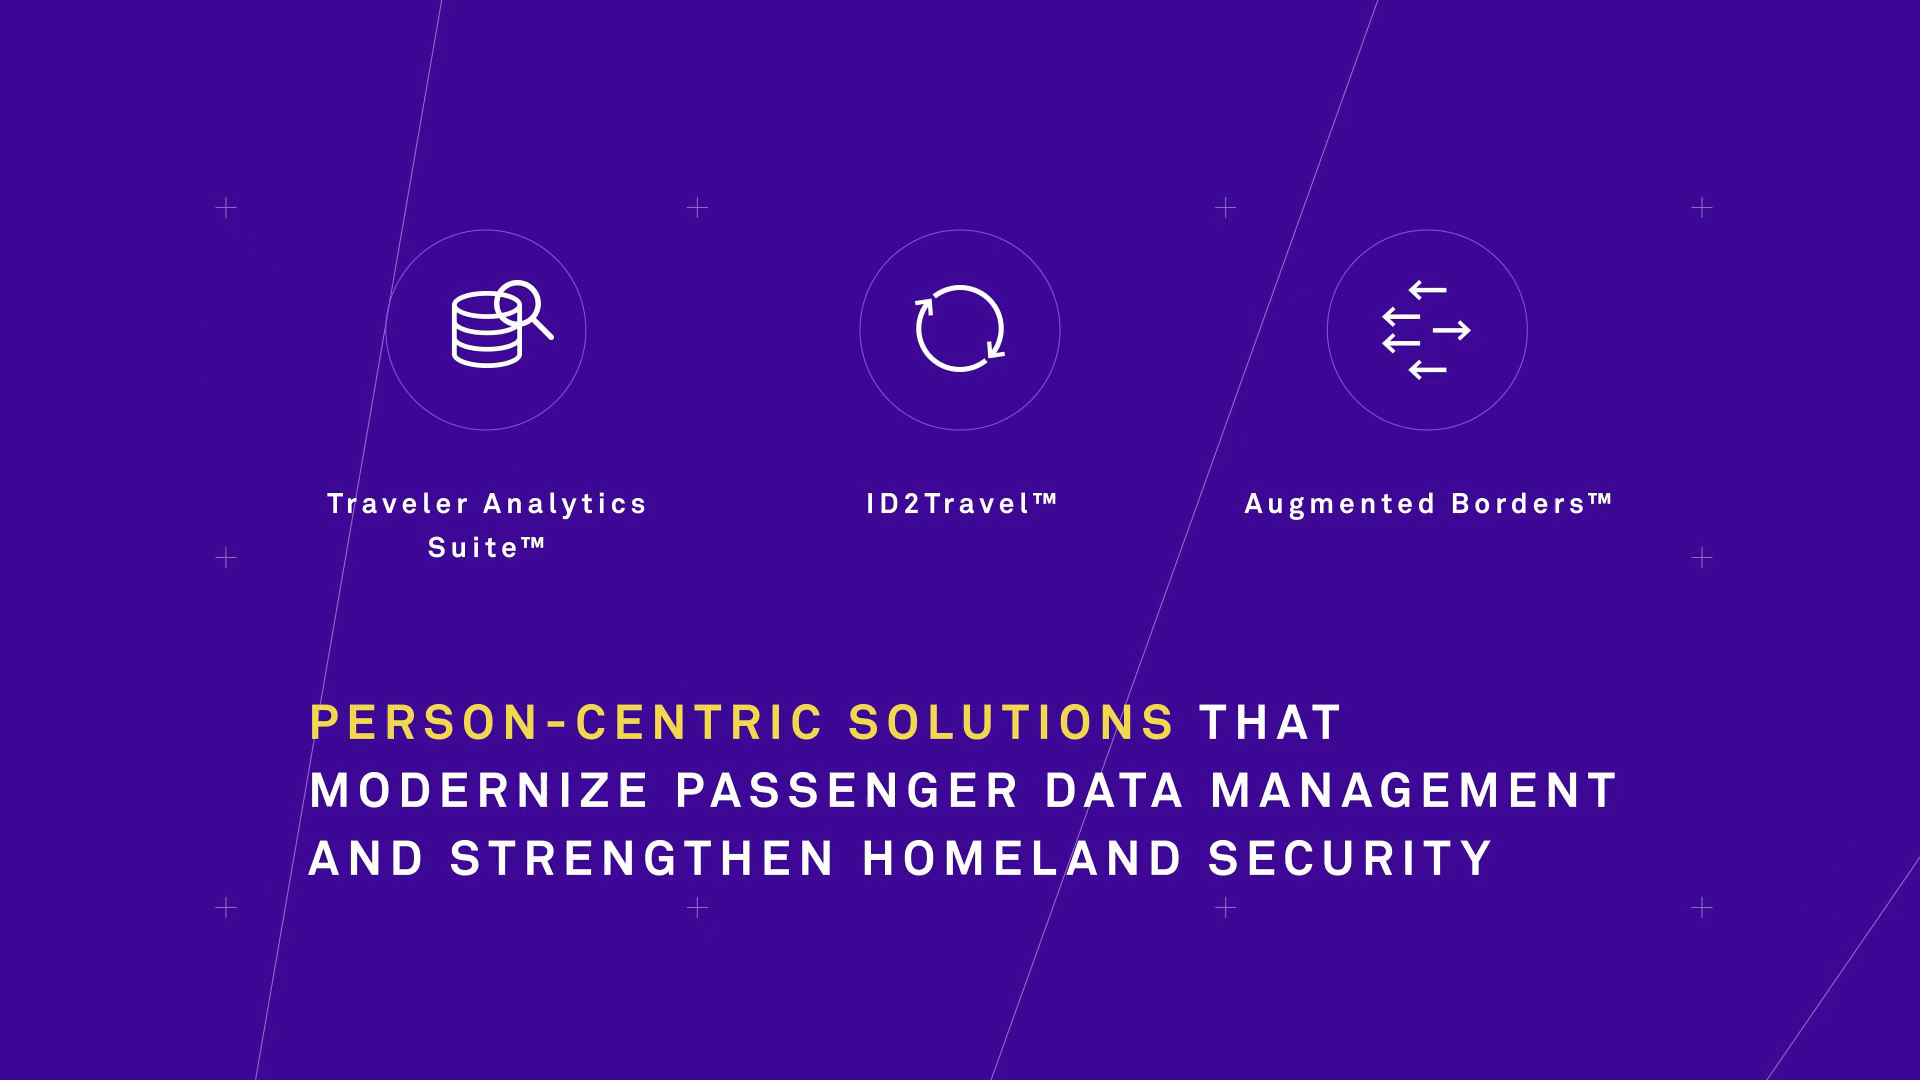 Traveler Analytics
Suite™
ID2Travel™
Augmented Borders™
PERSON-CENTRIC SOLUTIONS THAT
MODERNIZE PASSENGER DATA MANAGEMENT
AND STRENGTHEN HOMELAND SECURITY